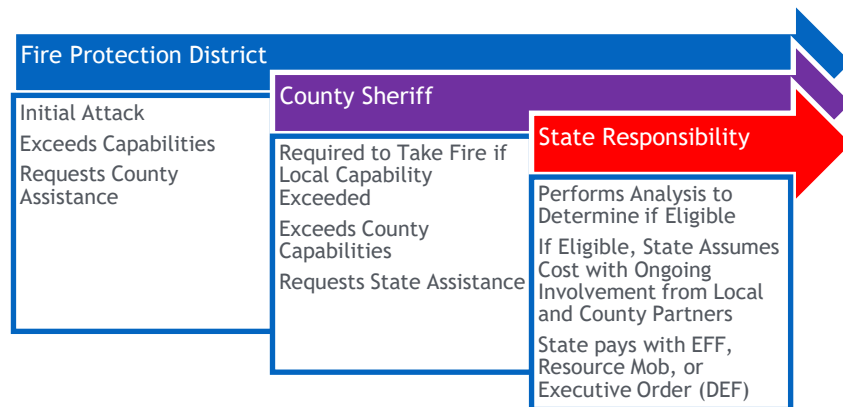 Fire Protection District
Initial Attack
Exceeds Capabilities
Requests County
Assistance
County Sheriff
Required to Take Fire if
Local Capability
Exceeded
Exceeds County
Capabilities
Requests State Assistance
State Responsibility
Performs Analysis to
Determine if Eligible
If Eligible, State Assumes
Cost with Ongoing
Involvement from Local
and County Partners
State pays with EFF,
Resource Mob, or
Executive Order (DEF)